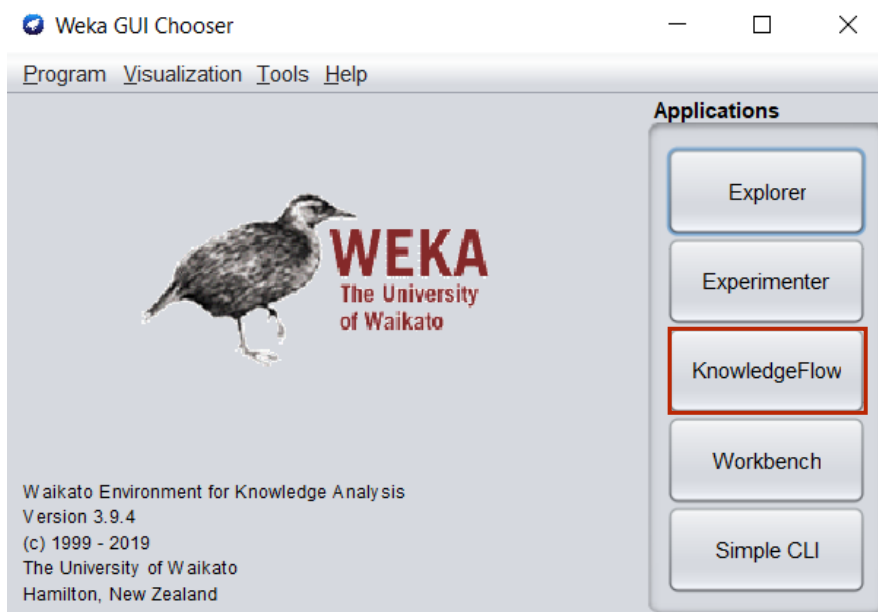 Weka GUI Chooser
Program Visualization Tools Help
Applications
Explorer
Experimenter
KnowledgeFlow
Workbench
Simple CLI
WEKA
The University
of Waikato
Waikato Environment for Knowledge Analysis
Version 3.9.4
(c) 1999 - 2019
The University of Waikato
Hamilton, New Zealand